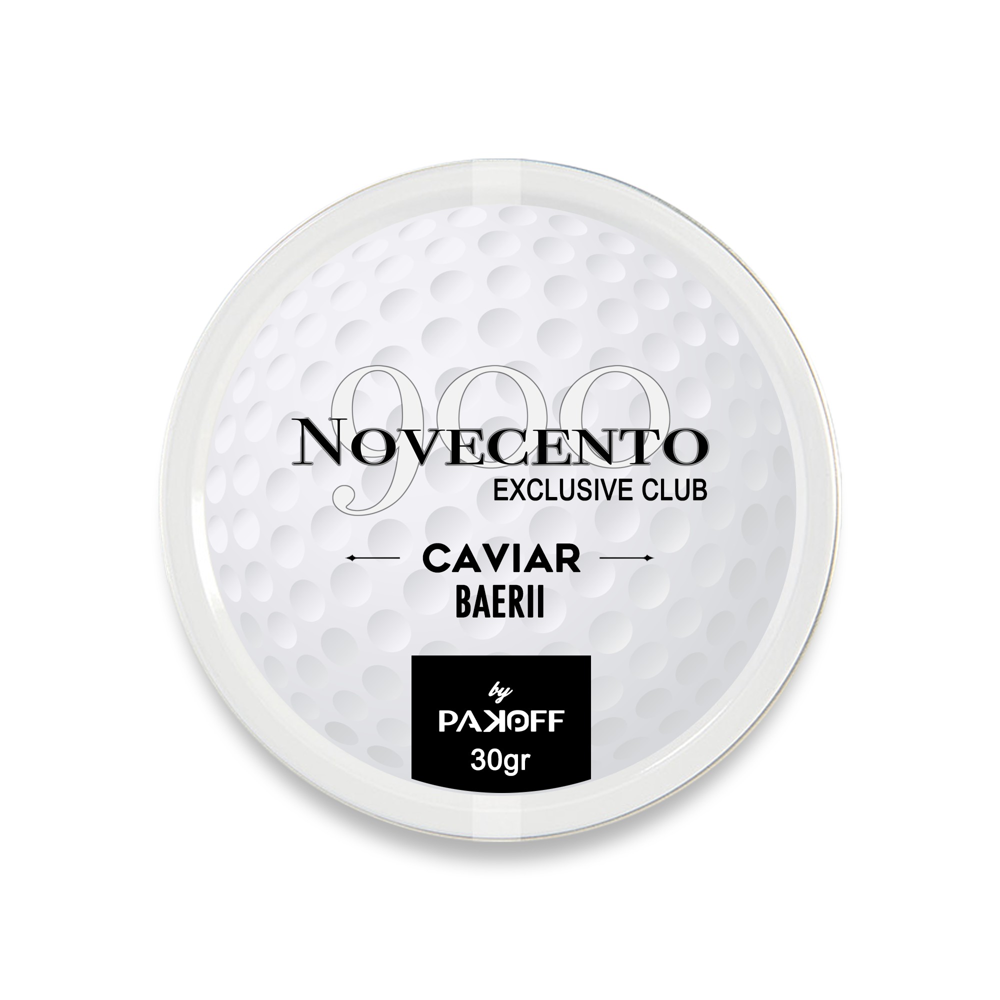 900
NOVECENTO
EXCLUSIVE CLUB
CAVIAR
BAERII
by
PAKOFF
30gr